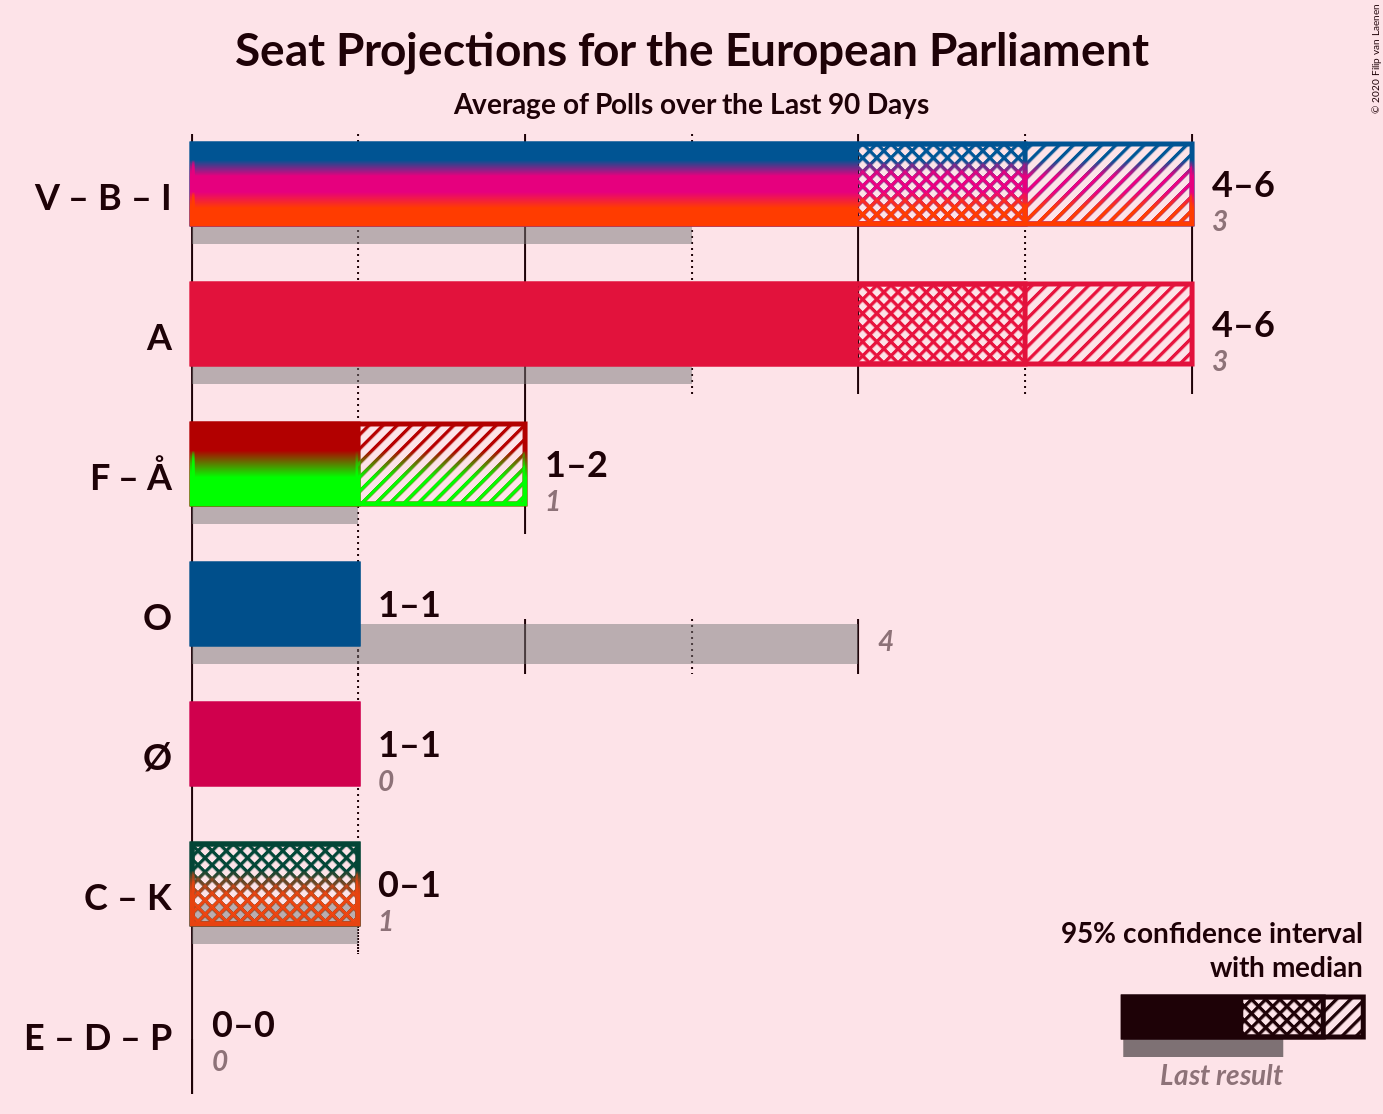 Seat Projections for the European Parliament
Average of Polls over the Last 90 Days
© 2020 Filip van Laenen
V – B – I
4–6
3
A
4–6
3
F – Å
1–2
1
O
1–1
4
Ø
1–1
0
C – K
0–1
1
E – D – P
0–0
0
95% confidence interval
with median
Last result